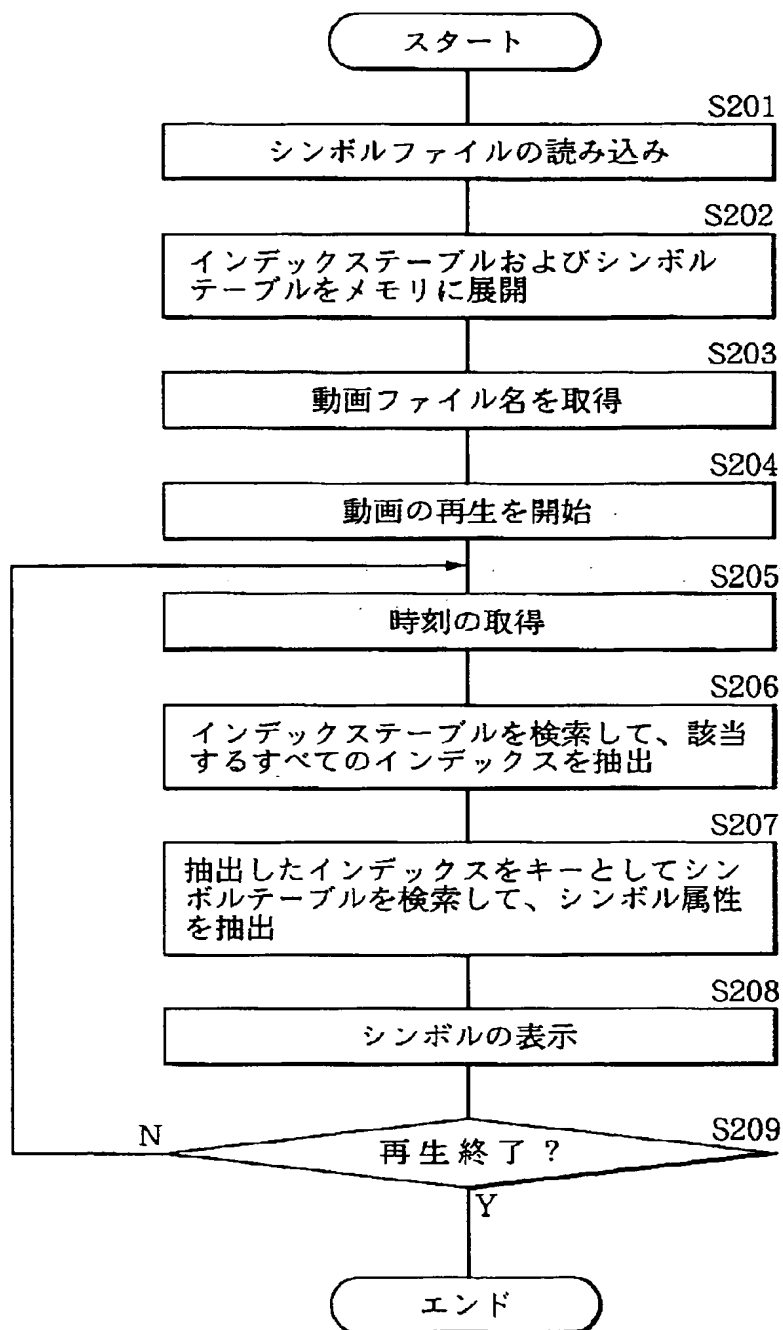 スタート
S201
シンボルファイルの読み込み
S202
インデックステーブルおよびシンボル
テーブルをメモリに展開
S203
動画ファイル名を取得
S204
動画の再生を開始
S205
時刻の取得
S206
インデックステーブルを検索して、該当
するすべてのインデックスを抽出
S207
抽出したインデックスをキーとしてシン
ボルテーブルを検索して、シンボル属性
を抽出
S208
シンボルの表示
S209
N
再生終了?
Y
エンド